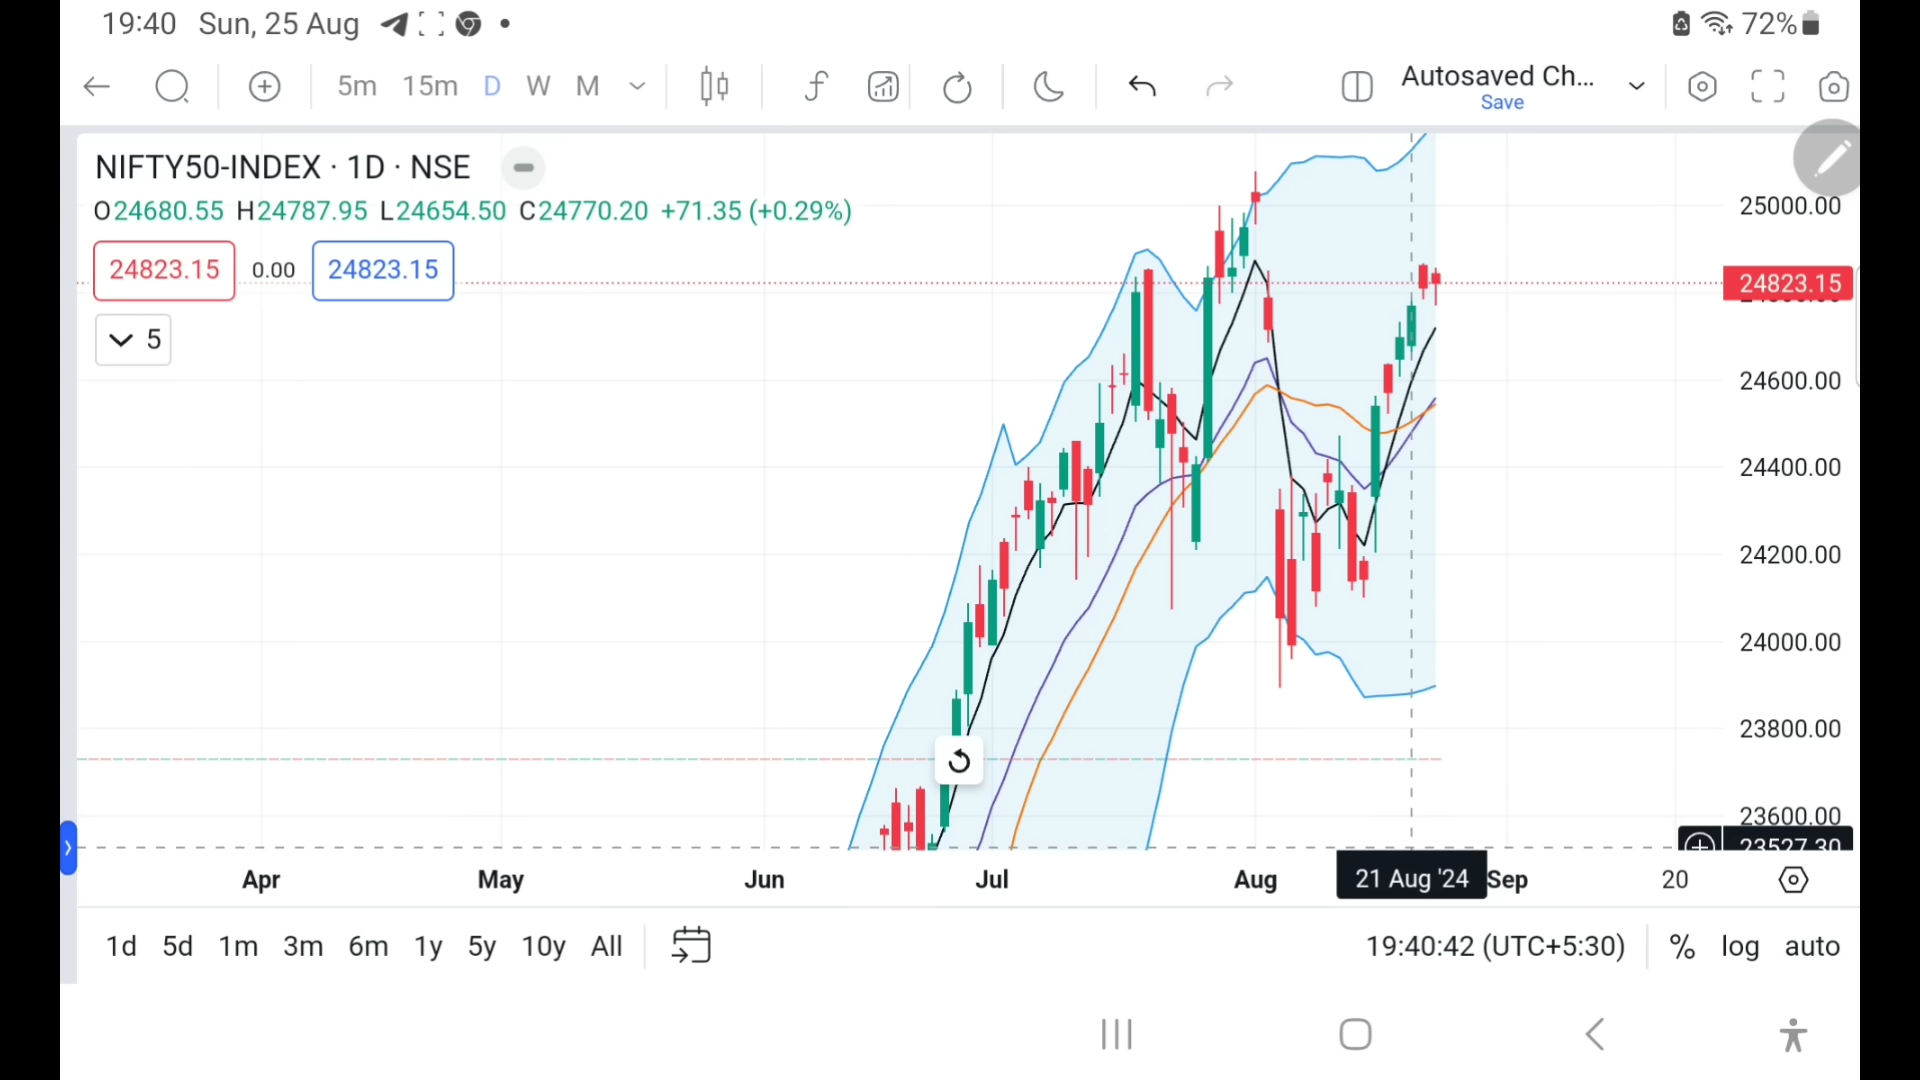 19:40 Sun, 25 Aug 72%
5m 15m D W M Autosaved Ch...
Save
NIFTY50-INDEX · 1D · NSE
O24680.55 H24787.95 L24654.50 C24770.20 +71.35 (+0.29%)
24823.15 0.00 24823.15
5
25000.00
24823.15
24600.00
24400.00
24200.00
24000.00
23800.00
23600.00
23527.30
Apr May Jun Jul Aug 21 Aug '24 Sep 20
1d 5d 1m 3m 6m 1y 5y 10y All 19:40:42 (UTC+5:30) % log auto